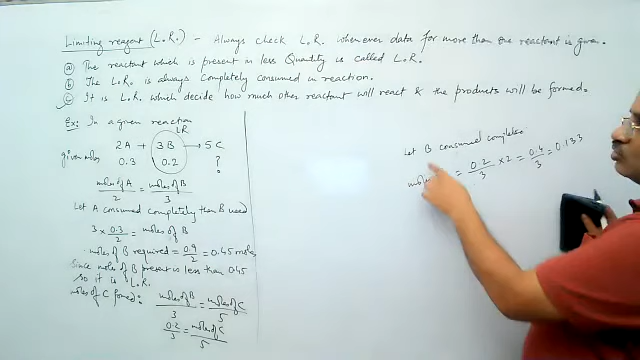 Limiting reagent (L.R.) - Always check L.R. whenever data for more than one reactant is given.
(a) The reactant which is present in less Quantity is called L.R.
(b) The L.R. is always completely consumed in reaction.
(c) It is L.R. which decide how much other reactant will react & the products will be formed.
Ex: In a given reaction
LR
2A + 3B → 5C
given moles 0.3 0.2 ?
moles of A / 2 = moles of B / 3
Let A consumed completely then B used
3 × 0.3 / 2 = moles of B
moles of B required = 0.9 / 2 = 0.45 moles
Since moles of B present is less than 0.45
so it is L.R.
moles of C formed: moles of B / 3 = moles of C / 5
0.2 / 3 = moles of C / 5
Let B consumed
moles = 0.2 / 3 × 2 = 0.4 / 3 = 0.133